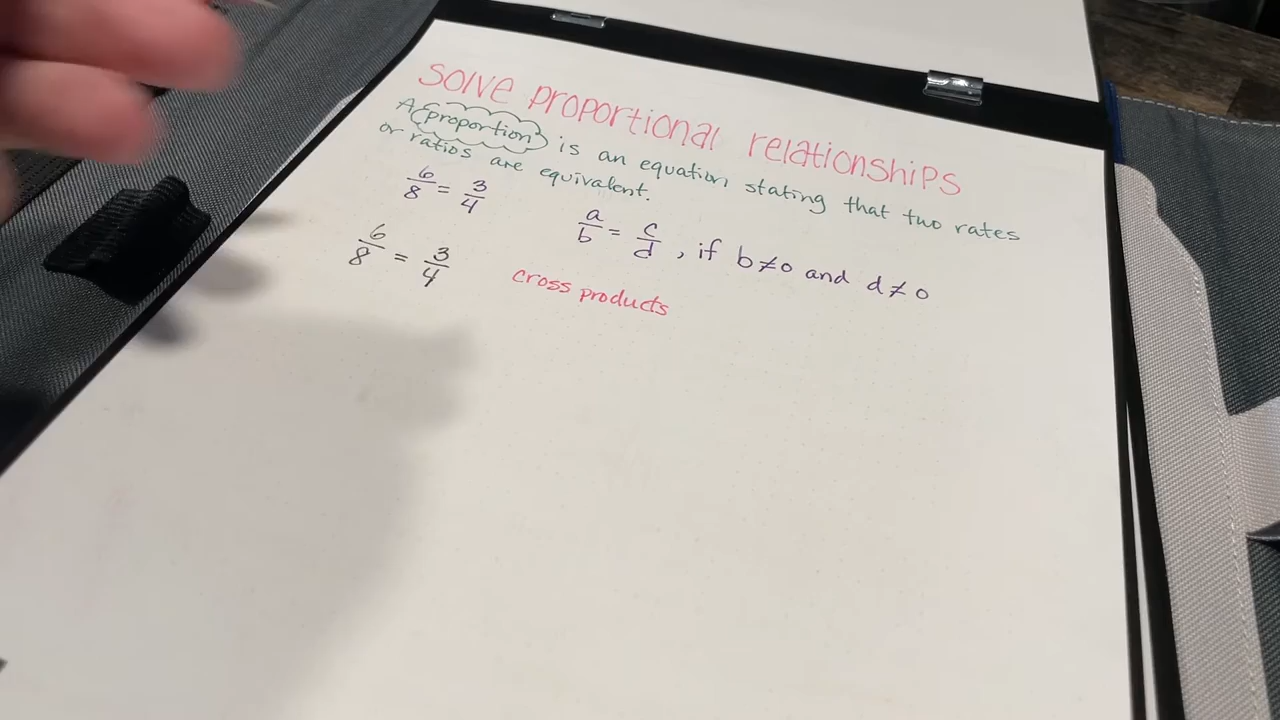 Solve proportional relationships
A proportion is an equation stating that two rates
or ratios are equivalent.
6/8 = 3/4
a/b = c/d , if b≠0 and d≠0
6/8 = 3/4
cross products